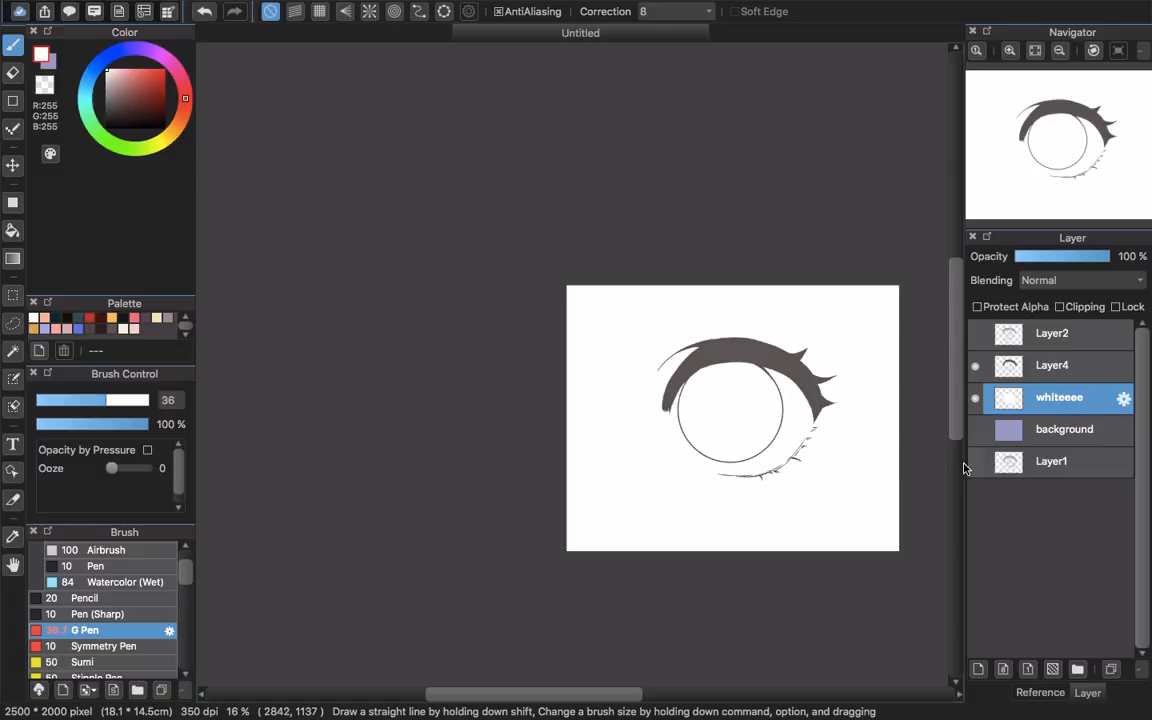 AntiAliasing Correction 8 Soft Edge
Color
Untitled
Navigator
R:255
G:255
B:255
Layer
Opacity 100 %
Blending Normal
Protect Alpha Clipping Lock
Palette
---
Layer2
Layer4
whiteeee
background
Layer1
Brush Control
36
100 %
Opacity by Pressure
Ooze 0
Brush
100 Airbrush
10 Pen
84 Watercolor (Wet)
20 Pencil
10 Pen (Sharp)
G Pen
10 Symmetry Pen
50 Sumi
50 Stipple Pen
Reference Layer
2500 * 2000 pixel (18.1 * 14.5cm) 350 dpi 16 % ( 2842, 1137 ) Draw a straight line by holding down shift, Change a brush size by holding down command, option, and dragging